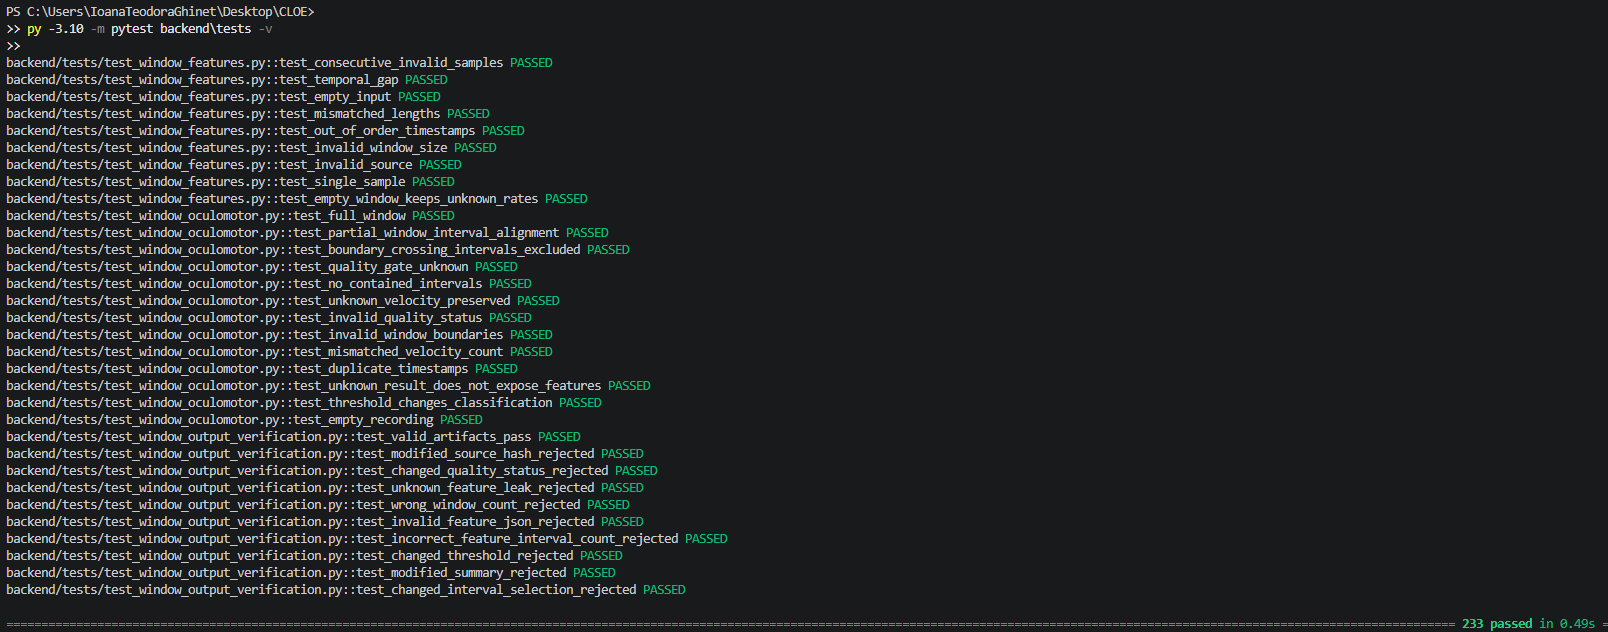 PS C:\Users\IoanaTeodoraGhinet\Desktop\CLOE>
>> py -3.10 -m pytest backend\tests -v
>>
backend/tests/test_window_features.py::test_consecutive_invalid_samples PASSED
backend/tests/test_window_features.py::test_temporal_gap PASSED
backend/tests/test_window_features.py::test_empty_input PASSED
backend/tests/test_window_features.py::test_mismatched_lengths PASSED
backend/tests/test_window_features.py::test_out_of_order_timestamps PASSED
backend/tests/test_window_features.py::test_invalid_window_size PASSED
backend/tests/test_window_features.py::test_invalid_source PASSED
backend/tests/test_window_features.py::test_single_sample PASSED
backend/tests/test_window_features.py::test_empty_window_keeps_unknown_rates PASSED
backend/tests/test_window_oculomotor.py::test_full_window PASSED
backend/tests/test_window_oculomotor.py::test_partial_window_interval_alignment PASSED
backend/tests/test_window_oculomotor.py::test_boundary_crossing_intervals_excluded PASSED
backend/tests/test_window_oculomotor.py::test_quality_gate_unknown PASSED
backend/tests/test_window_oculomotor.py::test_no_contained_intervals PASSED
backend/tests/test_window_oculomotor.py::test_unknown_velocity_preserved PASSED
backend/tests/test_window_oculomotor.py::test_invalid_quality_status PASSED
backend/tests/test_window_oculomotor.py::test_invalid_window_boundaries PASSED
backend/tests/test_window_oculomotor.py::test_mismatched_velocity_count PASSED
backend/tests/test_window_oculomotor.py::test_duplicate_timestamps PASSED
backend/tests/test_window_oculomotor.py::test_unknown_result_does_not_expose_features PASSED
backend/tests/test_window_oculomotor.py::test_threshold_changes_classification PASSED
backend/tests/test_window_oculomotor.py::test_empty_recording PASSED
backend/tests/test_window_output_verification.py::test_valid_artifacts_pass PASSED
backend/tests/test_window_output_verification.py::test_modified_source_hash_rejected PASSED
backend/tests/test_window_output_verification.py::test_changed_quality_status_rejected PASSED
backend/tests/test_window_output_verification.py::test_unknown_feature_leak_rejected PASSED
backend/tests/test_window_output_verification.py::test_wrong_window_count_rejected PASSED
backend/tests/test_window_output_verification.py::test_invalid_feature_json_rejected PASSED
backend/tests/test_window_output_verification.py::test_incorrect_feature_interval_count_rejected PASSED
backend/tests/test_window_output_verification.py::test_changed_threshold_rejected PASSED
backend/tests/test_window_output_verification.py::test_modified_summary_rejected PASSED
backend/tests/test_window_output_verification.py::test_changed_interval_selection_rejected PASSED
233 passed in 0.49s